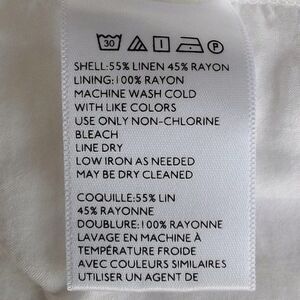 30 P
SHELL:55% LINEN 45% RAYON
LINING:100% RAYON
MACHINE WASH COLD
WITH LIKE COLORS
USE ONLY NON-CHLORINE
BLEACH
LINE DRY
LOW IRON AS NEEDED
MAY BE DRY CLEANED
COQUILLE:55% LIN
45% RAYONNE
DOUBLURE:100% RAYONNE
LAVAGE EN MACHINE À
TEMPÉRATURE FROIDE
AVEC COULEURS SIMILAIRES
UTILISER UN AGENT DE